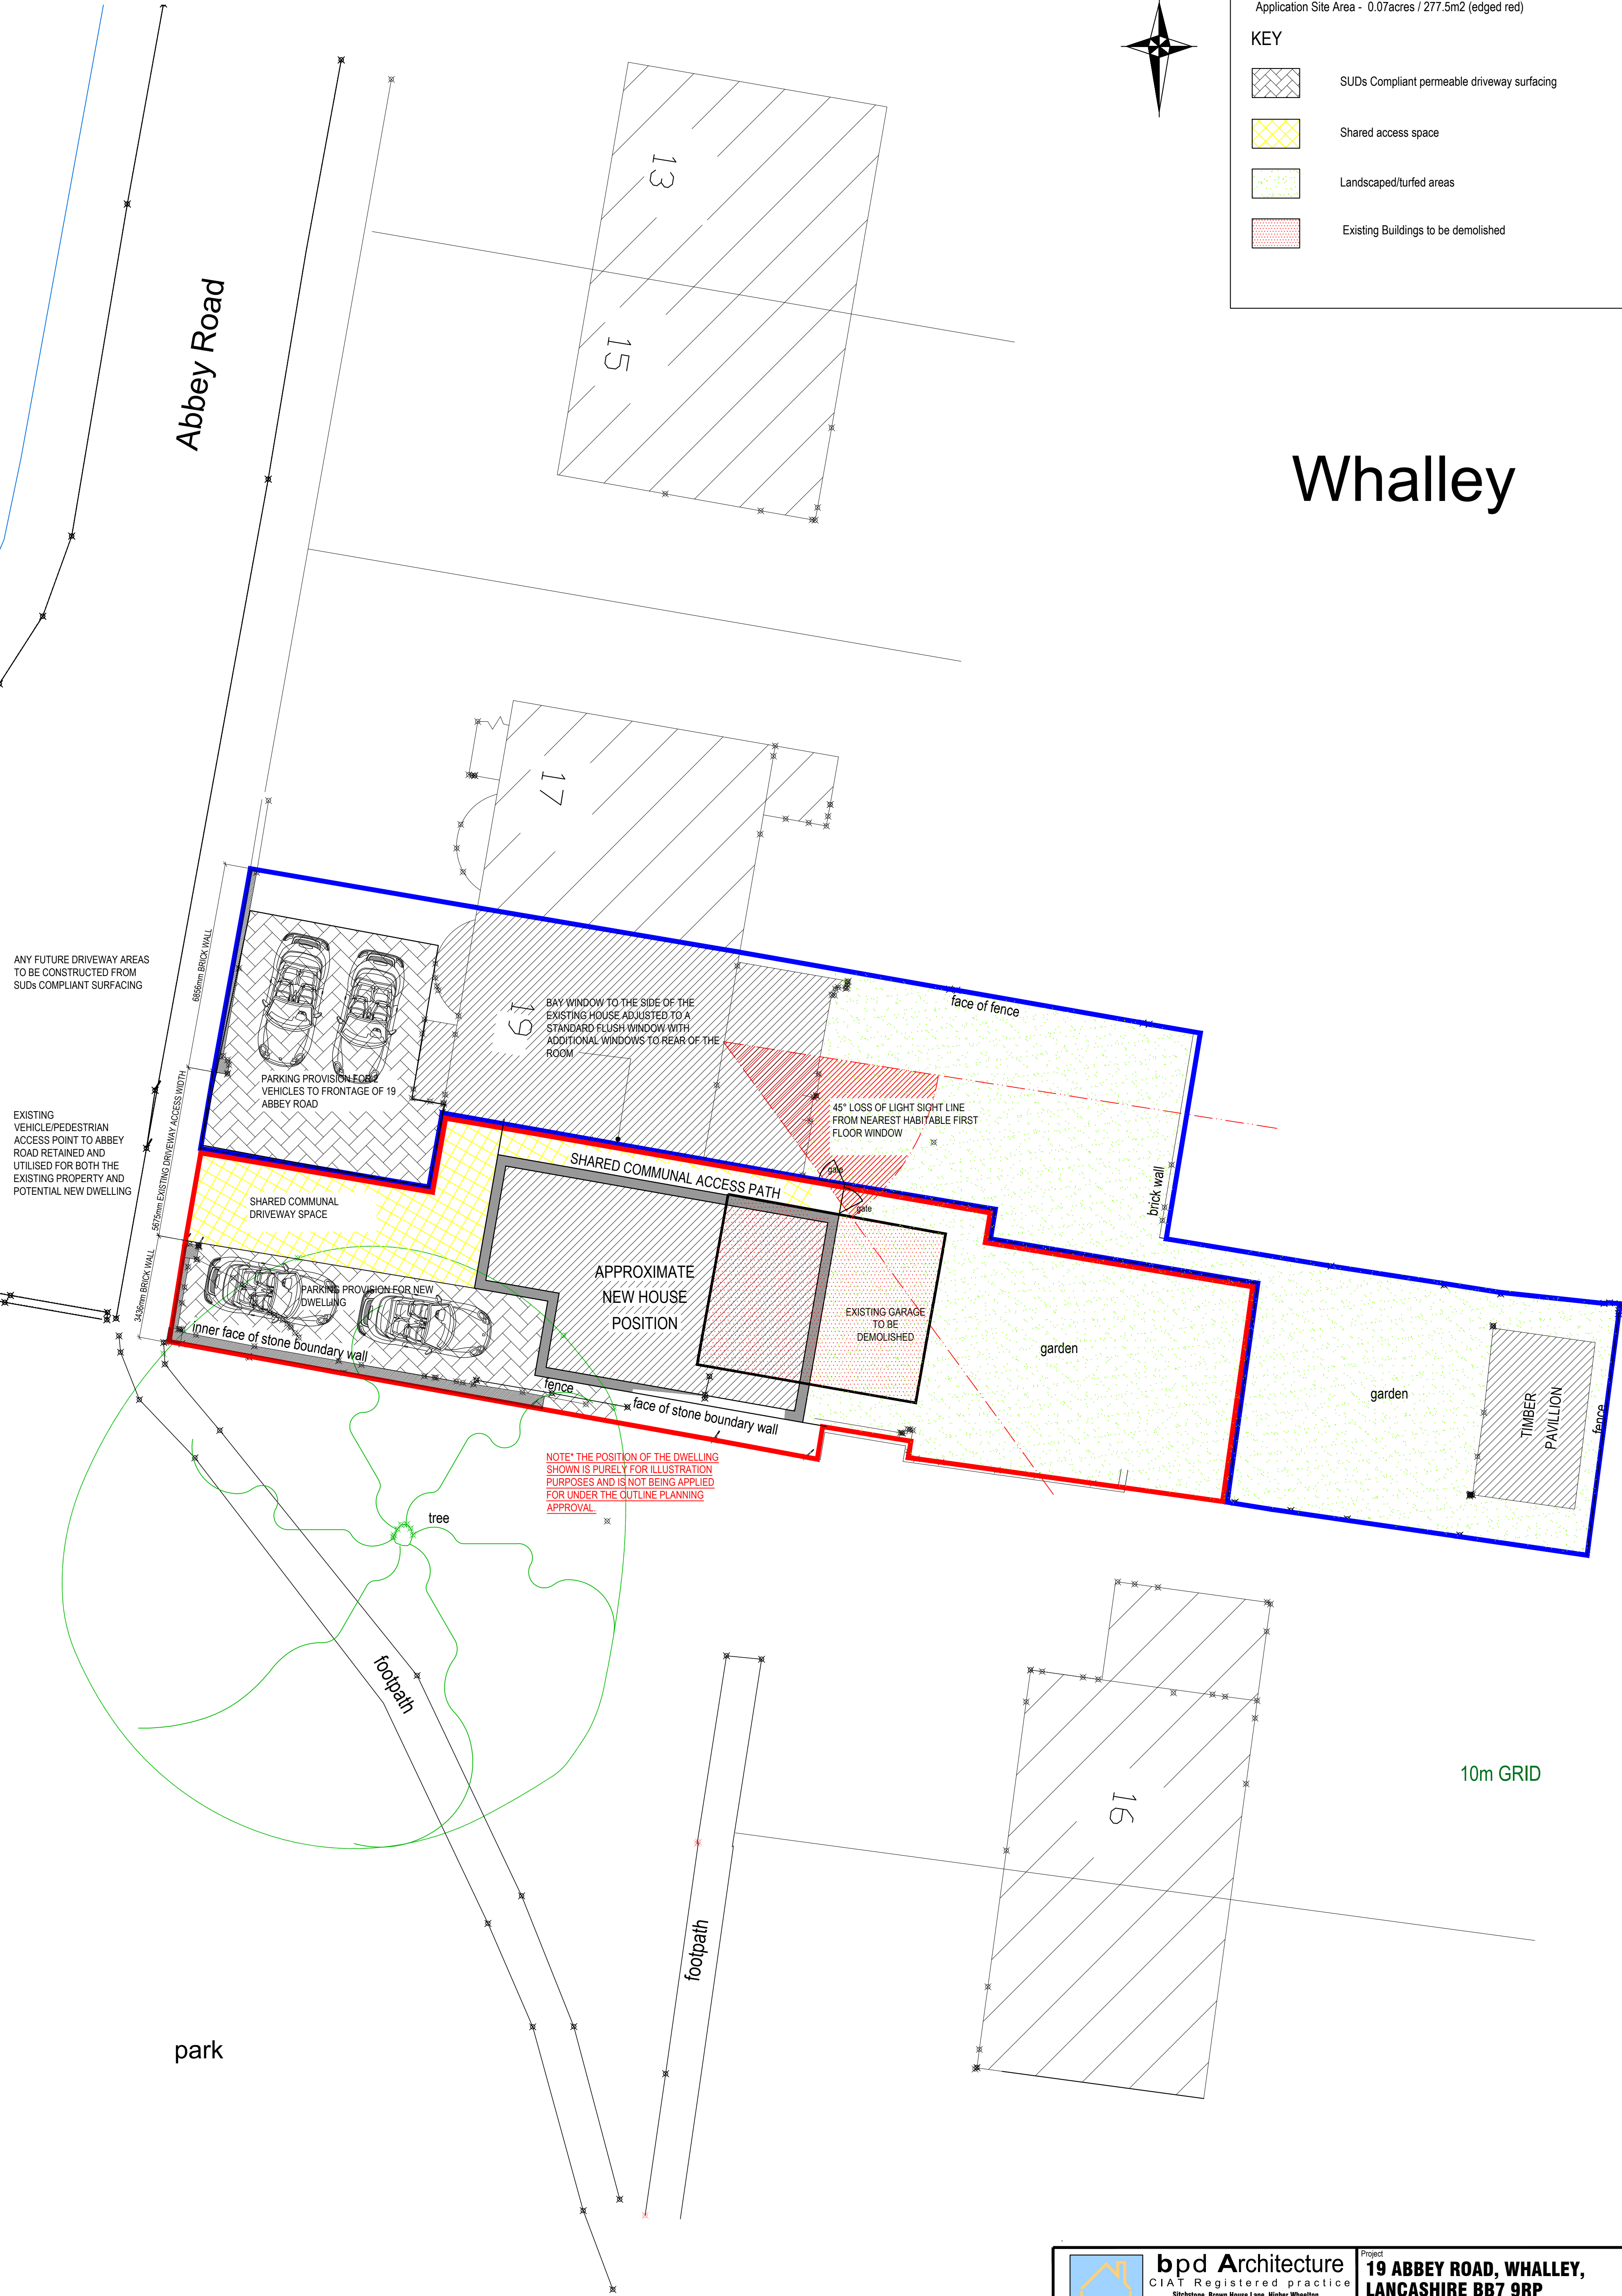 Application Site Area - 0.07acres / 277.5m2 (edged red)
KEY
SUDs Compliant permeable driveway surfacing
Shared access space
Landscaped/turfed areas
Existing Buildings to be demolished
Whalley
Abbey Road
13
15
17
19
ANY FUTURE DRIVEWAY AREAS
TO BE CONSTRUCTED FROM
SUDs COMPLIANT SURFACING
6856mm BRICK WALL
BAY WINDOW TO THE SIDE OF THE
EXISTING HOUSE ADJUSTED TO A
STANDARD FLUSH WINDOW WITH
ADDITIONAL WINDOWS TO REAR OF THE
ROOM
face of fence
PARKING PROVISION FOR 2
VEHICLES TO FRONTAGE OF 19
ABBEY ROAD
EXISTING
VEHICLE/PEDESTRIAN
ACCESS POINT TO ABBEY
ROAD RETAINED AND
UTILISED FOR BOTH THE
EXISTING PROPERTY AND
POTENTIAL NEW DWELLING
5675mm EXISTING DRIVEWAY ACCESS WIDTH
45° LOSS OF LIGHT SIGHT LINE
FROM NEAREST HABITABLE FIRST
FLOOR WINDOW
SHARED COMMUNAL ACCESS PATH
gate
gate
brick wall
SHARED COMMUNAL
DRIVEWAY SPACE
3436mm BRICK WALL
PARKING PROVISION FOR NEW
DWELLING
APPROXIMATE
NEW HOUSE
POSITION
EXISTING GARAGE
TO BE
DEMOLISHED
garden
garden
TIMBER
PAVILLION
fence
inner face of stone boundary wall
fence
face of stone boundary wall
NOTE* THE POSITION OF THE DWELLING
SHOWN IS PURELY FOR ILLUSTRATION
PURPOSES AND IS NOT BEING APPLIED
FOR UNDER THE OUTLINE PLANNING
APPROVAL.
tree
footpath
footpath
16
10m GRID
park
bpd Architecture
CIAT Registered practice
Sitchstone, Brown House Lane, Higher Wheelton
Project
19 ABBEY ROAD, WHALLEY,
LANCASHIRE BB7 9RP